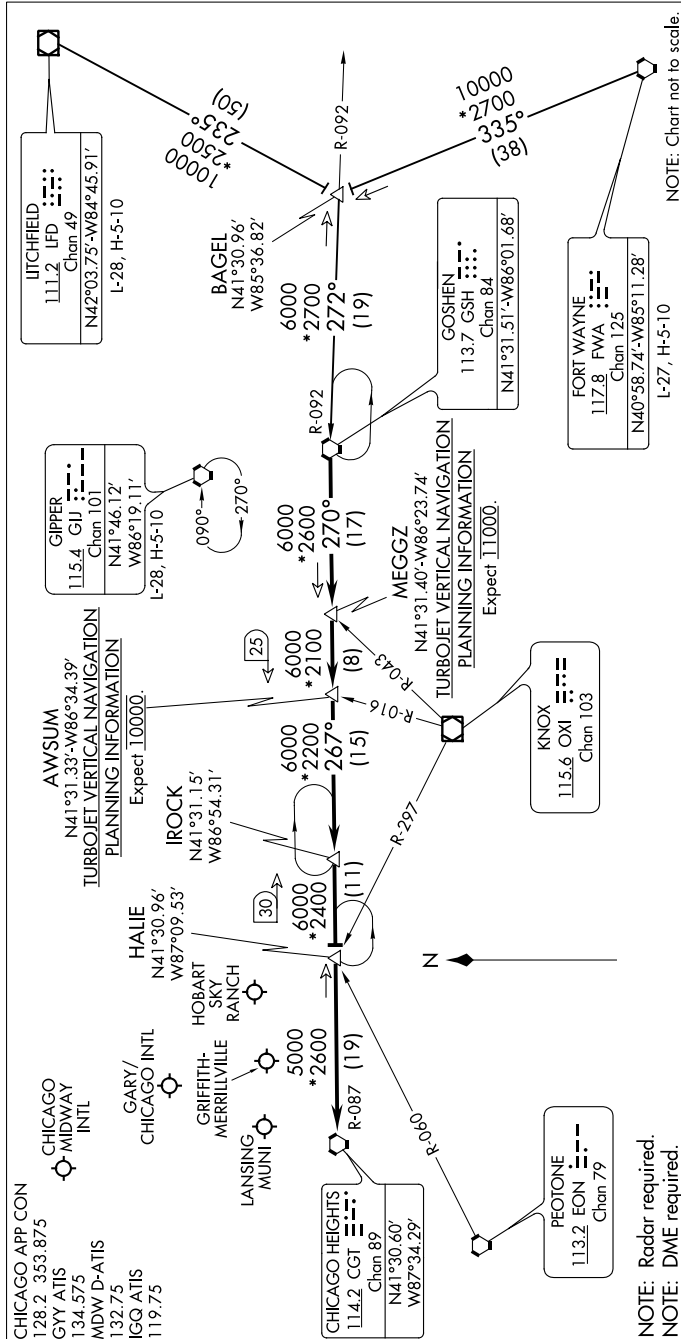 CHICAGO APP CON
128.2 353.875
GYY ATIS
134.575
MDW D-ATIS
132.75
IGQ ATIS
119.75
CHICAGO
MIDWAY
INTL
GARY/
CHICAGO INTL
GRIFFITH-
MERRILLVILLE
LANSING
MUNI
HOBART
SKY
RANCH
AWSUM
N41°31.33'-W86°34.39'
TURBOJET VERTICAL NAVIGATION
PLANNING INFORMATION
Expect 10000.
IROCK
N41°31.15'
W86°54.31'
HALIE
N41°30.96'
W87°09.53'
GIPPER
115.4 GIJ
Chan 101
N41°46.12'
W86°19.11'
L-28, H-5-10
090°
270°
LITCHFIELD
111.2 LFD
Chan 49
N42°03.75'-W84°45.91'
L-28, H-5-10
10000
*2500
235°
(50)
BAGEL
N41°30.96'
W85°36.82'
R-092
6000
*2700
272°
(19)
R-092
6000
*2600
270°
(17)
25
6000
*2100
(8)
6000
*2200
267°
(15)
30
6000
*2400
(11)
5000
*2600
(19)
R-087
10000
*2700
335°
(38)
GOSHEN
113.7 GSH
Chan 84
N41°31.51'-W86°01.68'
MEGGZ
N41°31.40'-W86°23.74'
TURBOJET VERTICAL NAVIGATION
PLANNING INFORMATION
Expect 11000.
R-043
R-016
R-297
R-060
KNOX
115.6 OXI
Chan 103
FORT WAYNE
117.8 FWA
Chan 125
N40°58.74'-W85°11.28'
L-27, H-5-10
CHICAGO HEIGHTS
114.2 CGT
Chan 89
N41°30.60'
W87°34.29'
PEOTONE
113.2 EON
Chan 79
N
NOTE: Radar required.
NOTE: DME required.
NOTE: Chart not to scale.